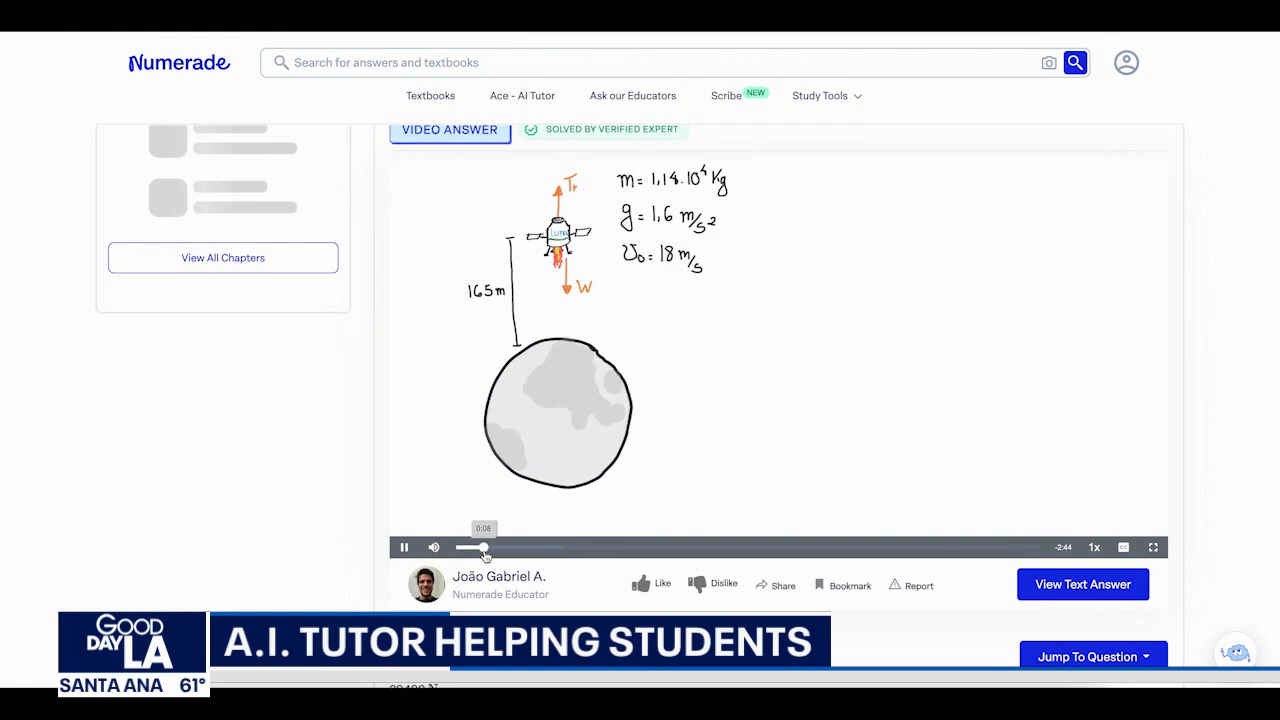 Numerade
Search for answers and textbooks
Textbooks
Ace - AI Tutor
Ask our Educators
Scribe NEW
Study Tools
VIDEO ANSWER
SOLVED BY VERIFIED EXPERT
View All Chapters
Tr
m = 1,14.10⁴ Kg
g = 1,6 m/s²
LUNA
V₀ = 18 m/s
165m
W
0:08
-2:44
1x
CC
João Gabriel A.
Numerade Educator
Like
Dislike
Share
Bookmark
Report
View Text Answer
GOOD
DAY LA
A.I. TUTOR HELPING STUDENTS
Jump To Question
SANTA ANA 61°